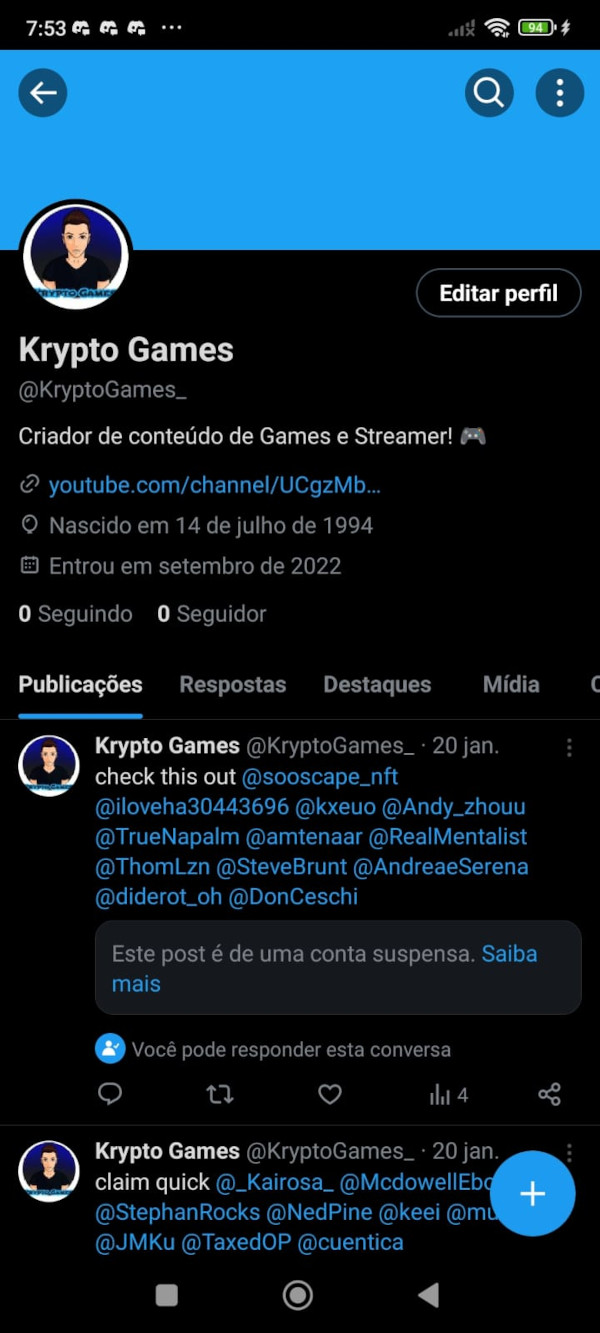 7:53
94
KRYPTO GAMES
Editar perfil
Krypto Games
@KryptoGames_
Criador de conteúdo de Games e Streamer! 🎮
youtube.com/channel/UCgzMb...
Nascido em 14 de julho de 1994
Entrou em setembro de 2022
0 Seguindo 0 Seguidor
Publicações Respostas Destaques Mídia C
Krypto Games @KryptoGames_ · 20 jan.
check this out @sooscape_nft
@iloveha30443696 @kxeuo @Andy_zhouu
@TrueNapalm @amtenaar @RealMentalist
@ThomLzn @SteveBrunt @AndreaeSerena
@diderot_oh @DonCeschi
Este post é de uma conta suspensa. Saiba
mais
Você pode responder esta conversa
4
Krypto Games @KryptoGames_ · 20 jan.
claim quick @_Kairosa_ @McdowellEbo
@StephanRocks @NedPine @keei @mu
@JMKu @TaxedOP @cuentica